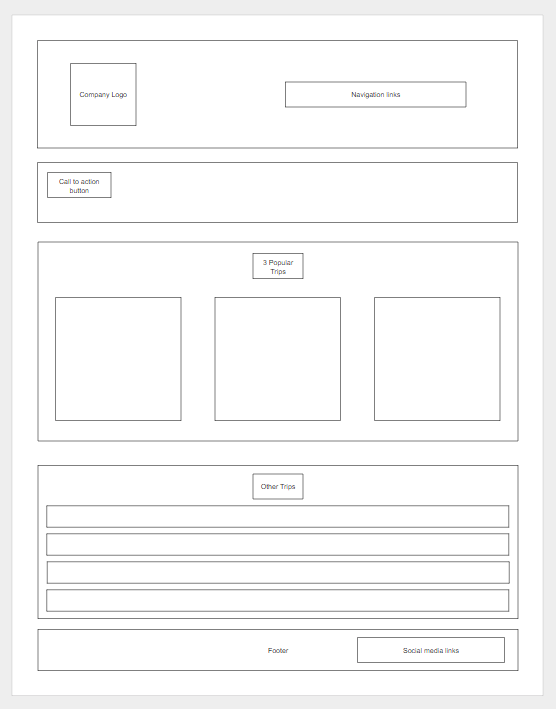 Company Logo
Navigation links
Call to action
button
3 Popular
Trips
Other Trips
Footer
Social media links